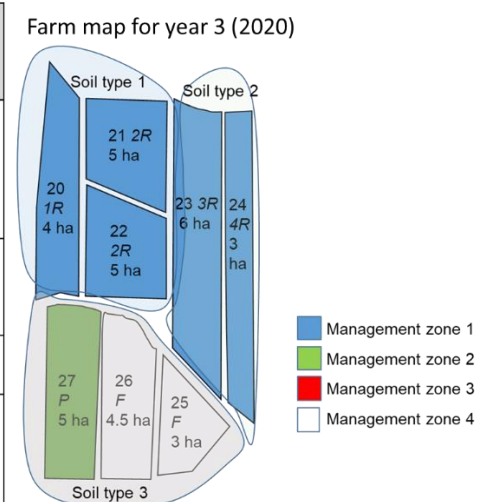 Farm map for year 3 (2020)
Soil type 1
Soil type 2
21 2R
5 ha
20
1R
4 ha
22
2R
5 ha
23 3R
6 ha
24
4R
3
ha
27
P
5 ha
26
F
4.5 ha
25
F
3 ha
Soil type 3
Management zone 1
Management zone 2
Management zone 3
Management zone 4